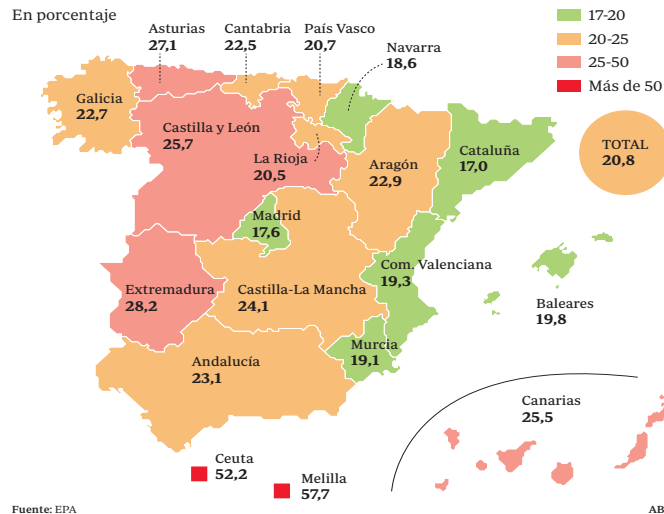 En porcentaje
Asturias
27,1
Cantabria
22,5
País Vasco
20,7
Navarra
18,6
17-20
20-25
25-50
Más de 50
Galicia
22,7
Castilla y León
25,7
La Rioja
20,5
Aragón
22,9
Cataluña
17,0
TOTAL
20,8
Madrid
17,6
Com. Valenciana
19,3
Extremadura
28,2
Castilla-La Mancha
24,1
Baleares
19,8
Murcia
19,1
Andalucía
23,1
Canarias
25,5
Ceuta
52,2
Melilla
57,7
Fuente: EPA
AB